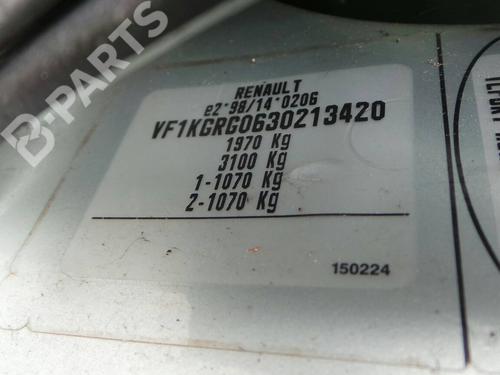 B-PARTS
RENAULT
e2*98/14*0206
VF1KGRG0630213420
1970 Kg
3100 Kg
1-1070 Kg
2-1070 Kg
150224